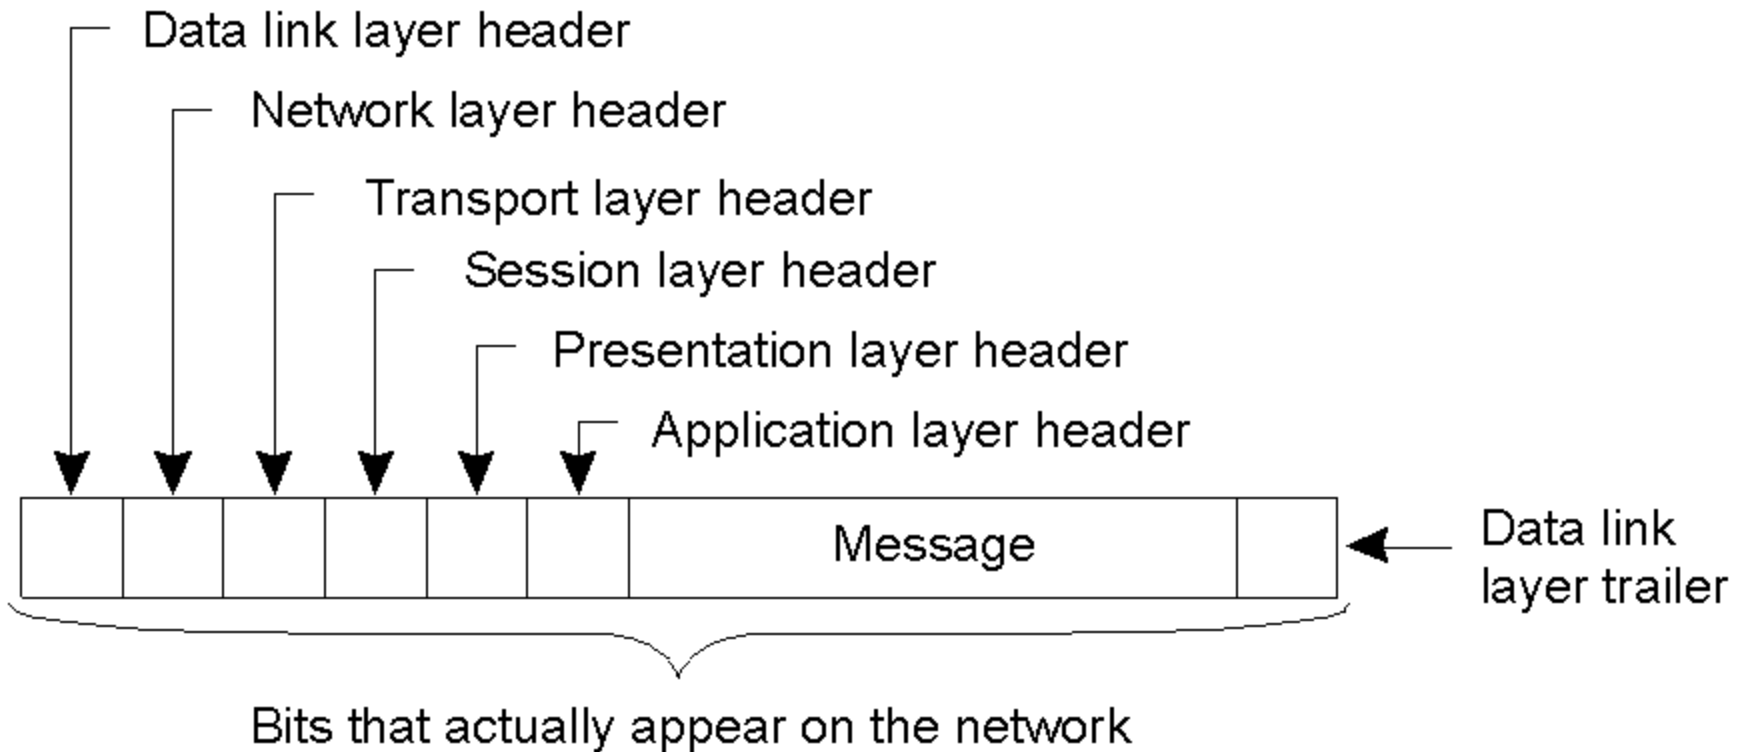 Data link layer header
Network layer header
Transport layer header
Session layer header
Presentation layer header
Application layer header
Message
Data link
layer trailer
Bits that actually appear on the network